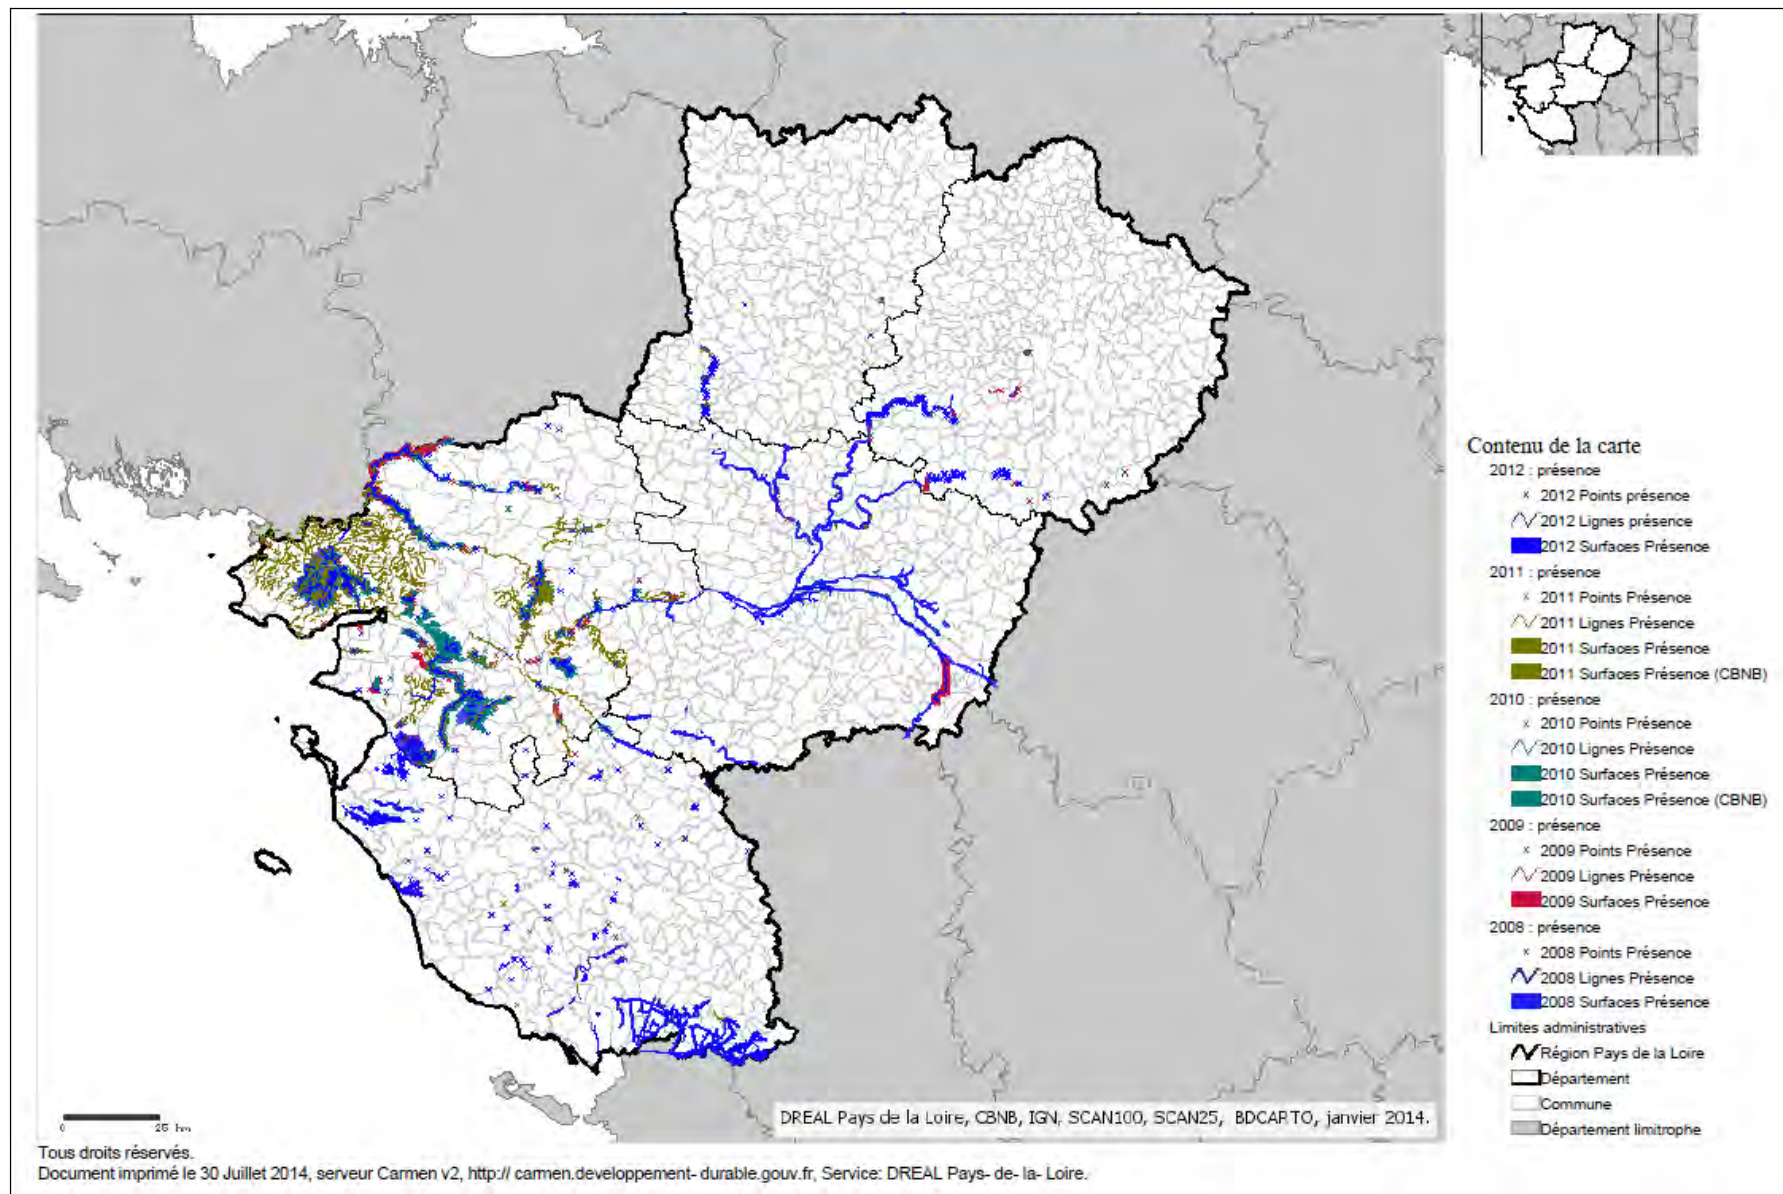 Contenu de la carte
2012 : présence
2012 Points présence
2012 Lignes présence
2012 Surfaces Présence
2011 : présence
2011 Points Présence
2011 Lignes Présence
2011 Surfaces Présence
2011 Surfaces Présence (CBNB)
2010 : présence
2010 Points Présence
2010 Lignes Présence
2010 Surfaces Présence
2010 Surfaces Présence (CBNB)
2009 : présence
2009 Points Présence
2009 Lignes Présence
2009 Surfaces Présence
2008 : présence
2008 Points Présence
2008 Lignes Présence
2008 Surfaces Présence
Limites administratives
Région Pays de la Loire
Département
Commune
Département limitrophe
0 25 km
DREAL Pays de la Loire, CBNB, IGN, SCAN100, SCAN25, BDCARTO, janvier 2014.
Tous droits réservés.
Document imprimé le 30 Juillet 2014, serveur Carmen v2, http:// carmen.developpement- durable.gouv.fr, Service: DREAL Pays- de- la- Loire.